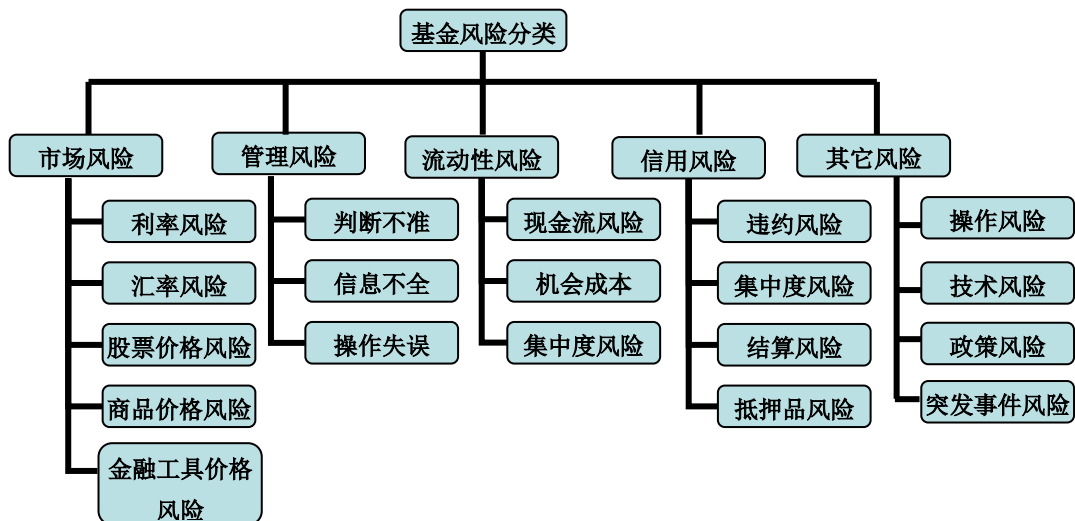 基金风险分类
市场风险
管理风险
流动性风险
信用风险
其它风险
利率风险
汇率风险
股票价格风险
商品价格风险
金融工具价格
风险
判断不准
信息不全
操作失误
现金流风险
机会成本
集中度风险
违约风险
集中度风险
结算风险
抵押品风险
操作风险
技术风险
政策风险
突发事件风险